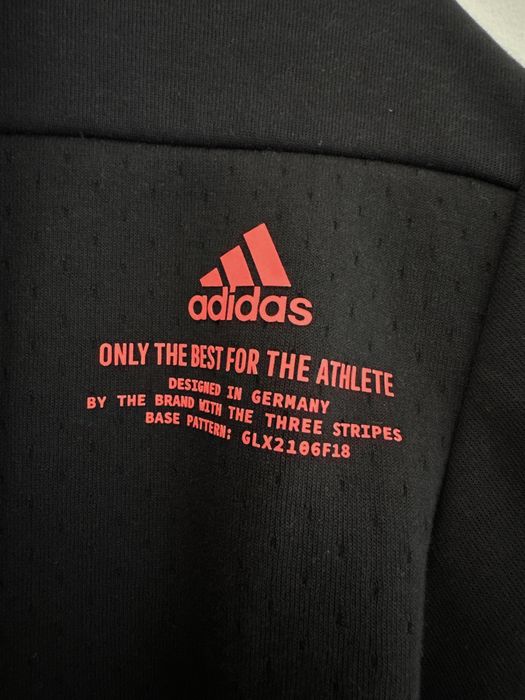 adidas
ONLY THE BEST FOR THE ATHLETE
DESIGNED IN GERMANY
BY THE BRAND WITH THE THREE STRIPES
BASE PATTERN: GLX2106F18